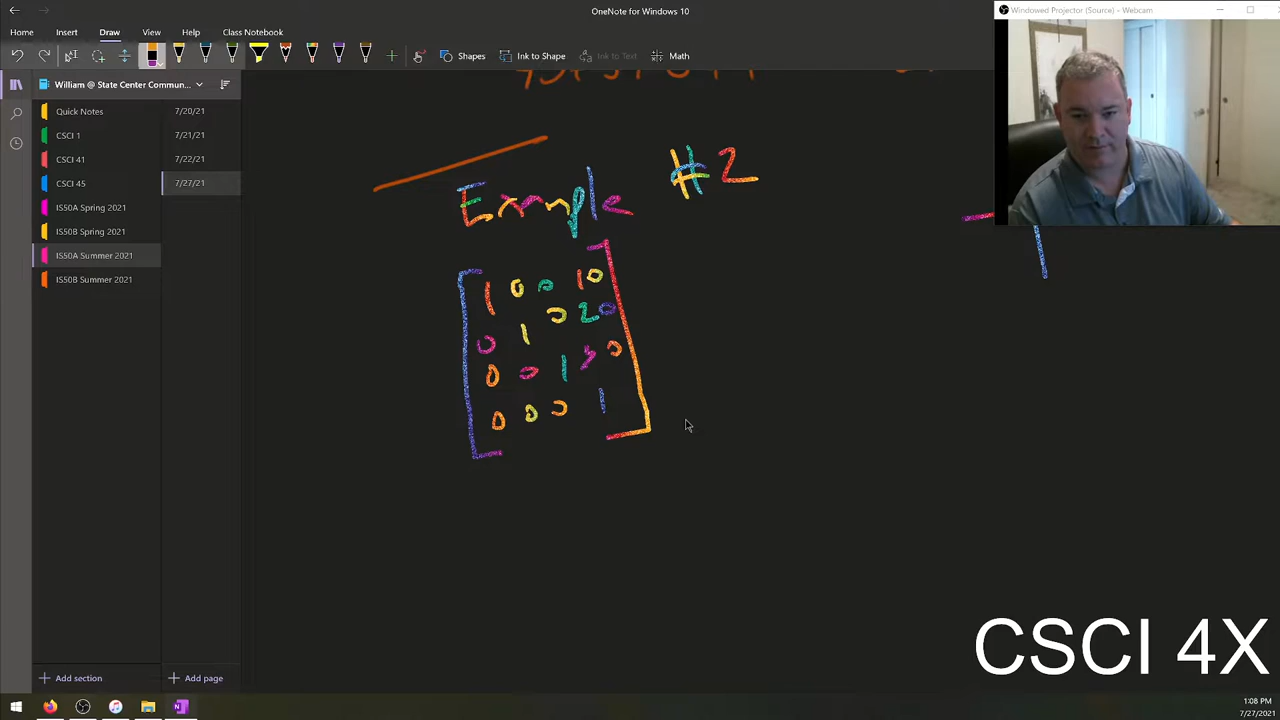 OneNote for Windows 10
Windowed Projector (Source) - Webcam
Home Insert Draw View Help Class Notebook
Shapes Ink to Shape Ink to Text Math
William @ State Center Commun...
Quick Notes
CSCI 1
CSCI 41
CSCI 45
IS50A Spring 2021
IS50B Spring 2021
IS50A Summer 2021
IS50B Summer 2021
7/20/21
7/21/21
7/22/21
7/27/21
Example #2
1 0 0 10
0 1 0 20
0 0 1 30
0 0 0 1
CSCI 4X
Add section
Add page
1:08 PM
7/27/2021